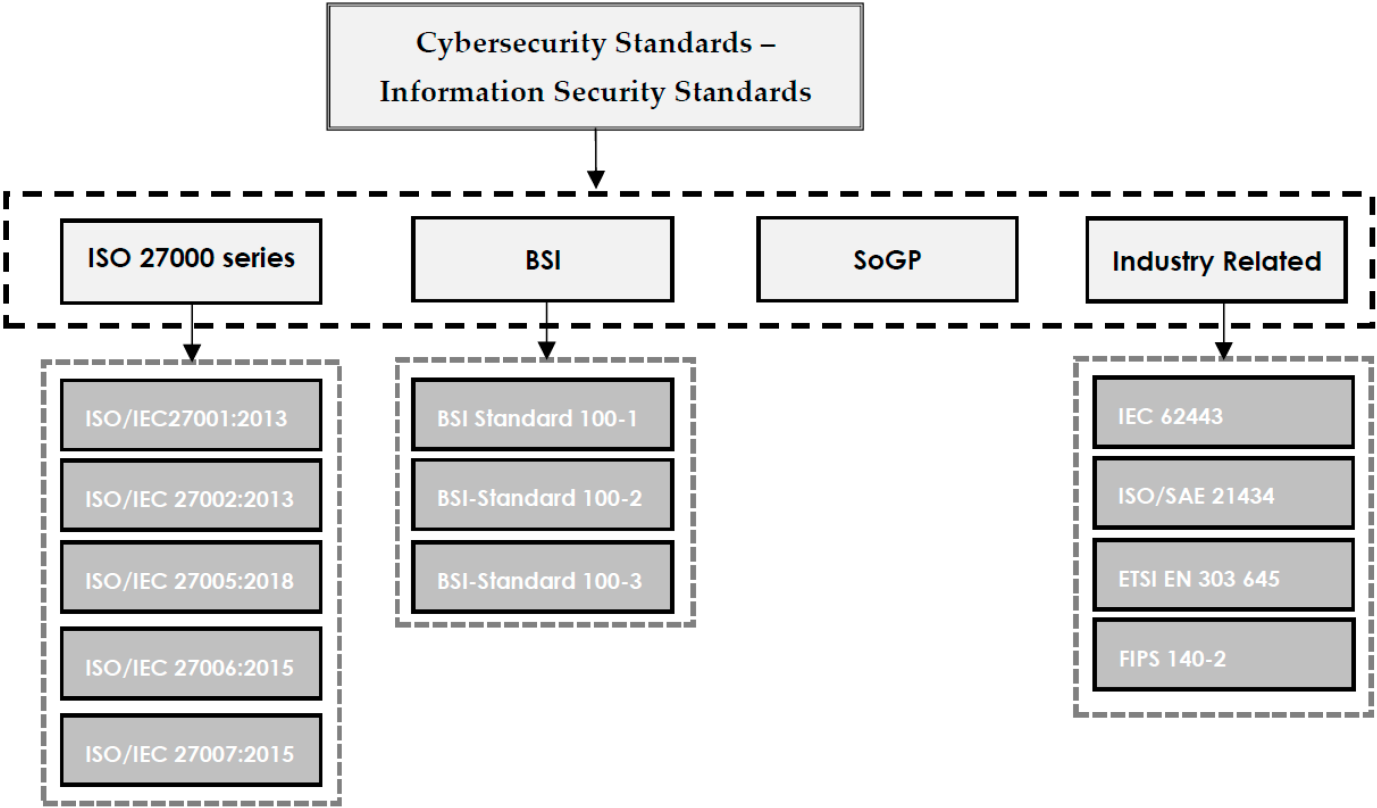 Cybersecurity Standards –
Information Security Standards
ISO 27000 series
BSI
SoGP
Industry Related
ISO/IEC27001:2013
ISO/IEC 27002:2013
ISO/IEC 27005:2018
ISO/IEC 27006:2015
ISO/IEC 27007:2015
BSI Standard 100-1
BSI-Standard 100-2
BSI-Standard 100-3
IEC 62443
ISO/SAE 21434
ETSI EN 303 645
FIPS 140-2